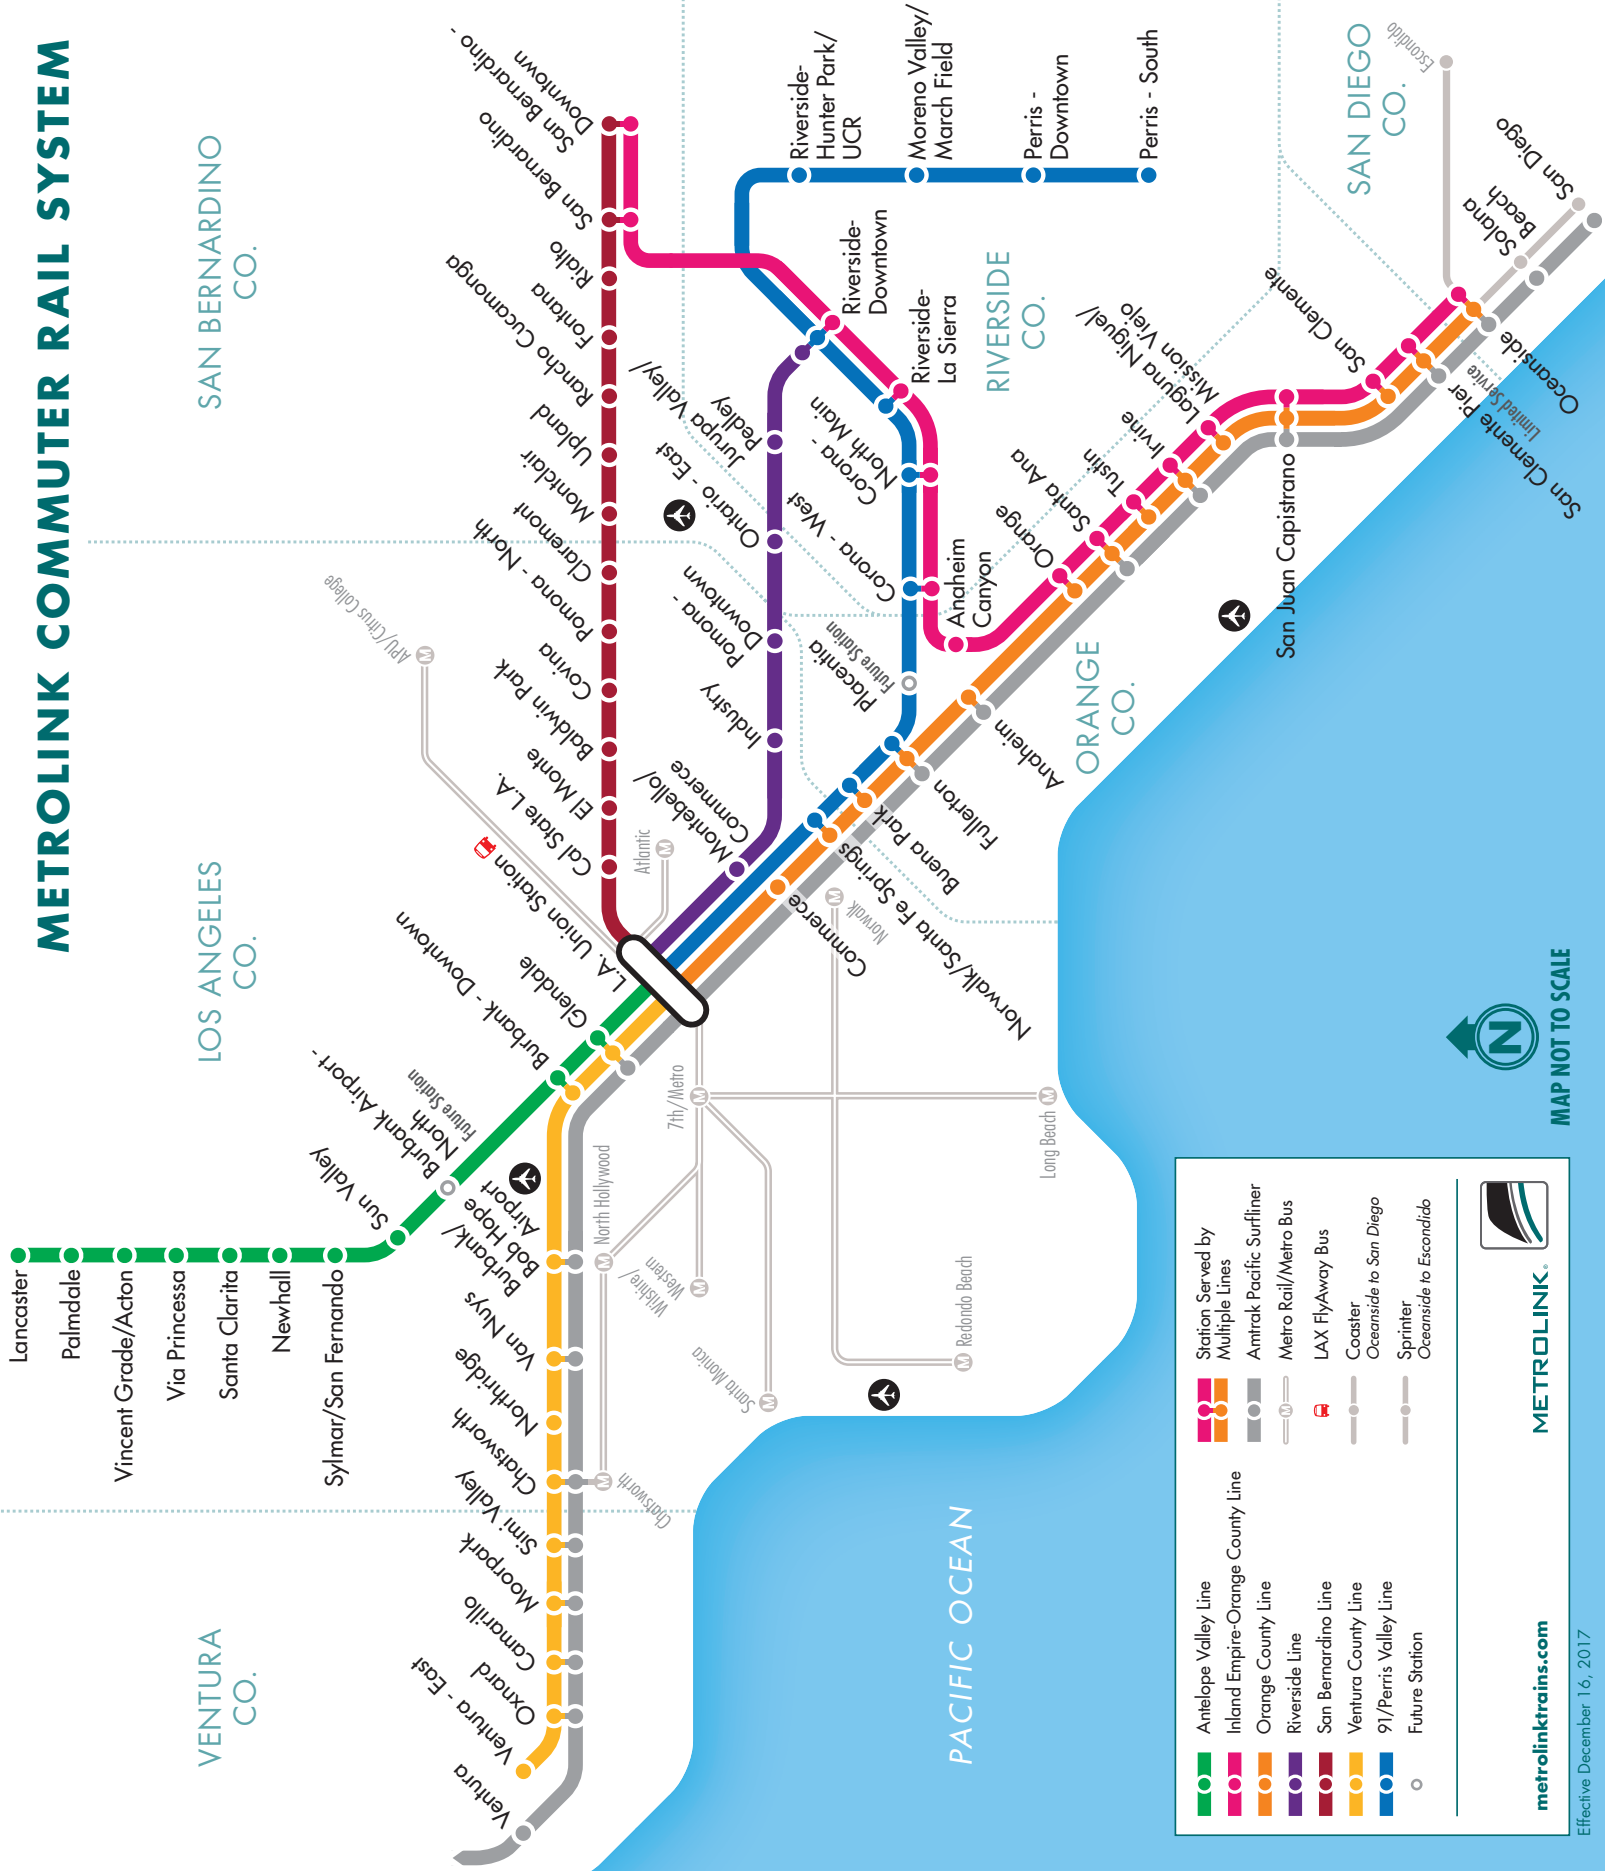 METROLINK COMMUTER RAIL SYSTEM
VENTURA
CO.
LOS ANGELES
CO.
SAN BERNARDINO
CO.
Lancaster
Palmdale
Vincent Grade/Acton
Via Princessa
Santa Clarita
Newhall
Sylmar/San Fernando
Sun Valley
Burbank Airport -
North
Future Station
Burbank - Downtown
Glendale
L.A. Union Station
Ventura
Ventura - East
Oxnard
Camarillo
Moorpark
Simi Valley
Chatsworth
Northridge
Van Nuys
Burbank/
Bob Hope
Airport
Cal State L.A.
El Monte
Baldwin Park
Covina
Pomona - North
Claremont
Montclair
Upland
Rancho Cucamonga
Fontana
Rialto
San Bernardino
San Bernardino -
Downtown
APU/Citrus College
Atlantic
M
M
Chatsworth
M
North Hollywood
M
Wilshire/
Western
M
7th/Metro
M
Santa Monica
M
Redondo Beach
M
Long Beach
M
Norwalk
M
Montebello/
Commerce
Industry
Pomona -
Downtown
Ontario - East
Jurupa Valley/
Pedley
Riverside-
Downtown
Riverside-
La Sierra
Riverside-
Hunter Park/
UCR
Moreno Valley/
March Field
Perris -
Downtown
Perris - South
RIVERSIDE
CO.
Corona -
North Main
Corona - West
Placentia
Future Station
Anaheim
Canyon
Commerce
Norwalk/Santa Fe Springs
Buena Park
Fullerton
Anaheim
ORANGE
CO.
Orange
Santa Ana
Tustin
Irvine
Laguna Niguel/
Mission Viejo
San Juan Capistrano
San Clemente
San Clemente Pier
Limited Service
Oceanside
SAN DIEGO
CO.
Escondido
Solana
Beach
San Diego
PACIFIC OCEAN
N
MAP NOT TO SCALE
Antelope Valley Line
Inland Empire-Orange County Line
Orange County Line
Riverside Line
San Bernardino Line
Ventura County Line
91/Perris Valley Line
Future Station
Station Served by
Multiple Lines
Amtrak Pacific Surfliner
M
Metro Rail/Metro Bus
LAX FlyAway Bus
Coaster
Oceanside to San Diego
Sprinter
Oceanside to Escondido
metrolinktrains.com
METROLINK®
Effective December 16, 2017